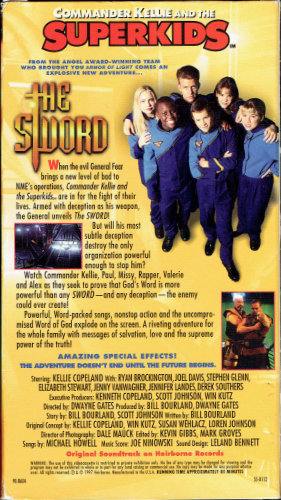 COMMANDER KELLIE AND THE
SUPERKIDS™
FROM THE ANGEL AWARD-WINNING TEAM
WHO BROUGHT YOU ARMOR OF LIGHT COMES AN
EXPLOSIVE NEW ADVENTURE...
THE
SWORD
When the evil General Fear
brings a new level of bad to
NME's operations, Commander Kellie and
the Superkids™ are in for the fight of their
lives. Armed with deception as his weapon,
the General unveils The SWORD!
But will his most
subtle deception
destroy the only
organization powerful
enough to stop him?
Watch Commander Kellie, Paul, Missy, Rapper, Valerie
and Alex as they seek to prove that God's Word is more
powerful than any SWORD—and any deception—the enemy
could ever create!
Powerful, Word-packed songs, nonstop action and the uncompro-
mised Word of God explode on the screen. A riveting adventure for
the whole family with messages of salvation, love and the supreme
power of the truth!
AMAZING SPECIAL EFFECTS!
THE ADVENTURE DOESN'T END UNTIL THE CREDITS END.
Starring: KELLIE COPELAND with RYAN BROCKINGTON, JOEL DAVIS, STEPHEN GLENN,
ELIZABETH STEWART, JENNY VANWAGNER, JENNIFER LANDES, DEREK SOUTHERS
Executive Producers: KENNETH COPELAND, SCOTT JOHNSON, WIN KUTZ
Directed by: DWAYNE GATES Produced by: BILL BOURLAND, DWAYNE GATES
Story by: BILL BOURLAND, SCOTT JOHNSON Written by: BILL BOURLAND
Original Concept by: KELLIE COPELAND, WIN KUTZ, SUSAN WEHLACZ, LOREN JOHNSON
Director of Photography: DALE MAUCK Edited by: KEVIN GIBBS, MARK GROVES
Songs by: MICHAEL HOWELL Music Score: JOE NINOWSKI Sound Design: LELAND BENNETT
Original Soundtrack on Heirborne Records